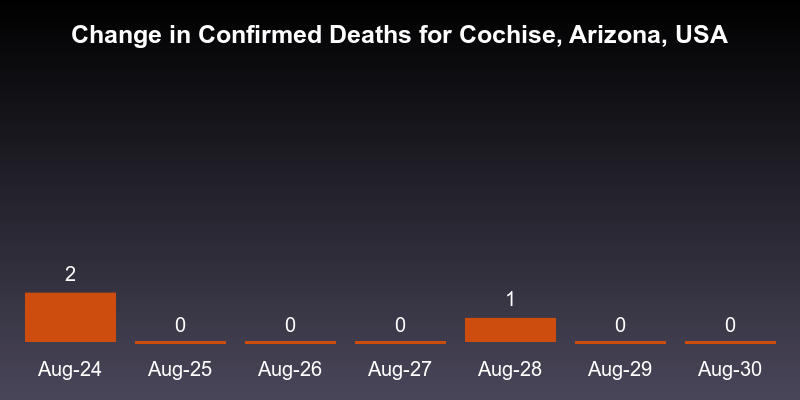 Change in Confirmed Deaths for Cochise, Arizona, USA
2
0
0
0
1
0
0
Aug-24
Aug-25
Aug-26
Aug-27
Aug-28
Aug-29
Aug-30